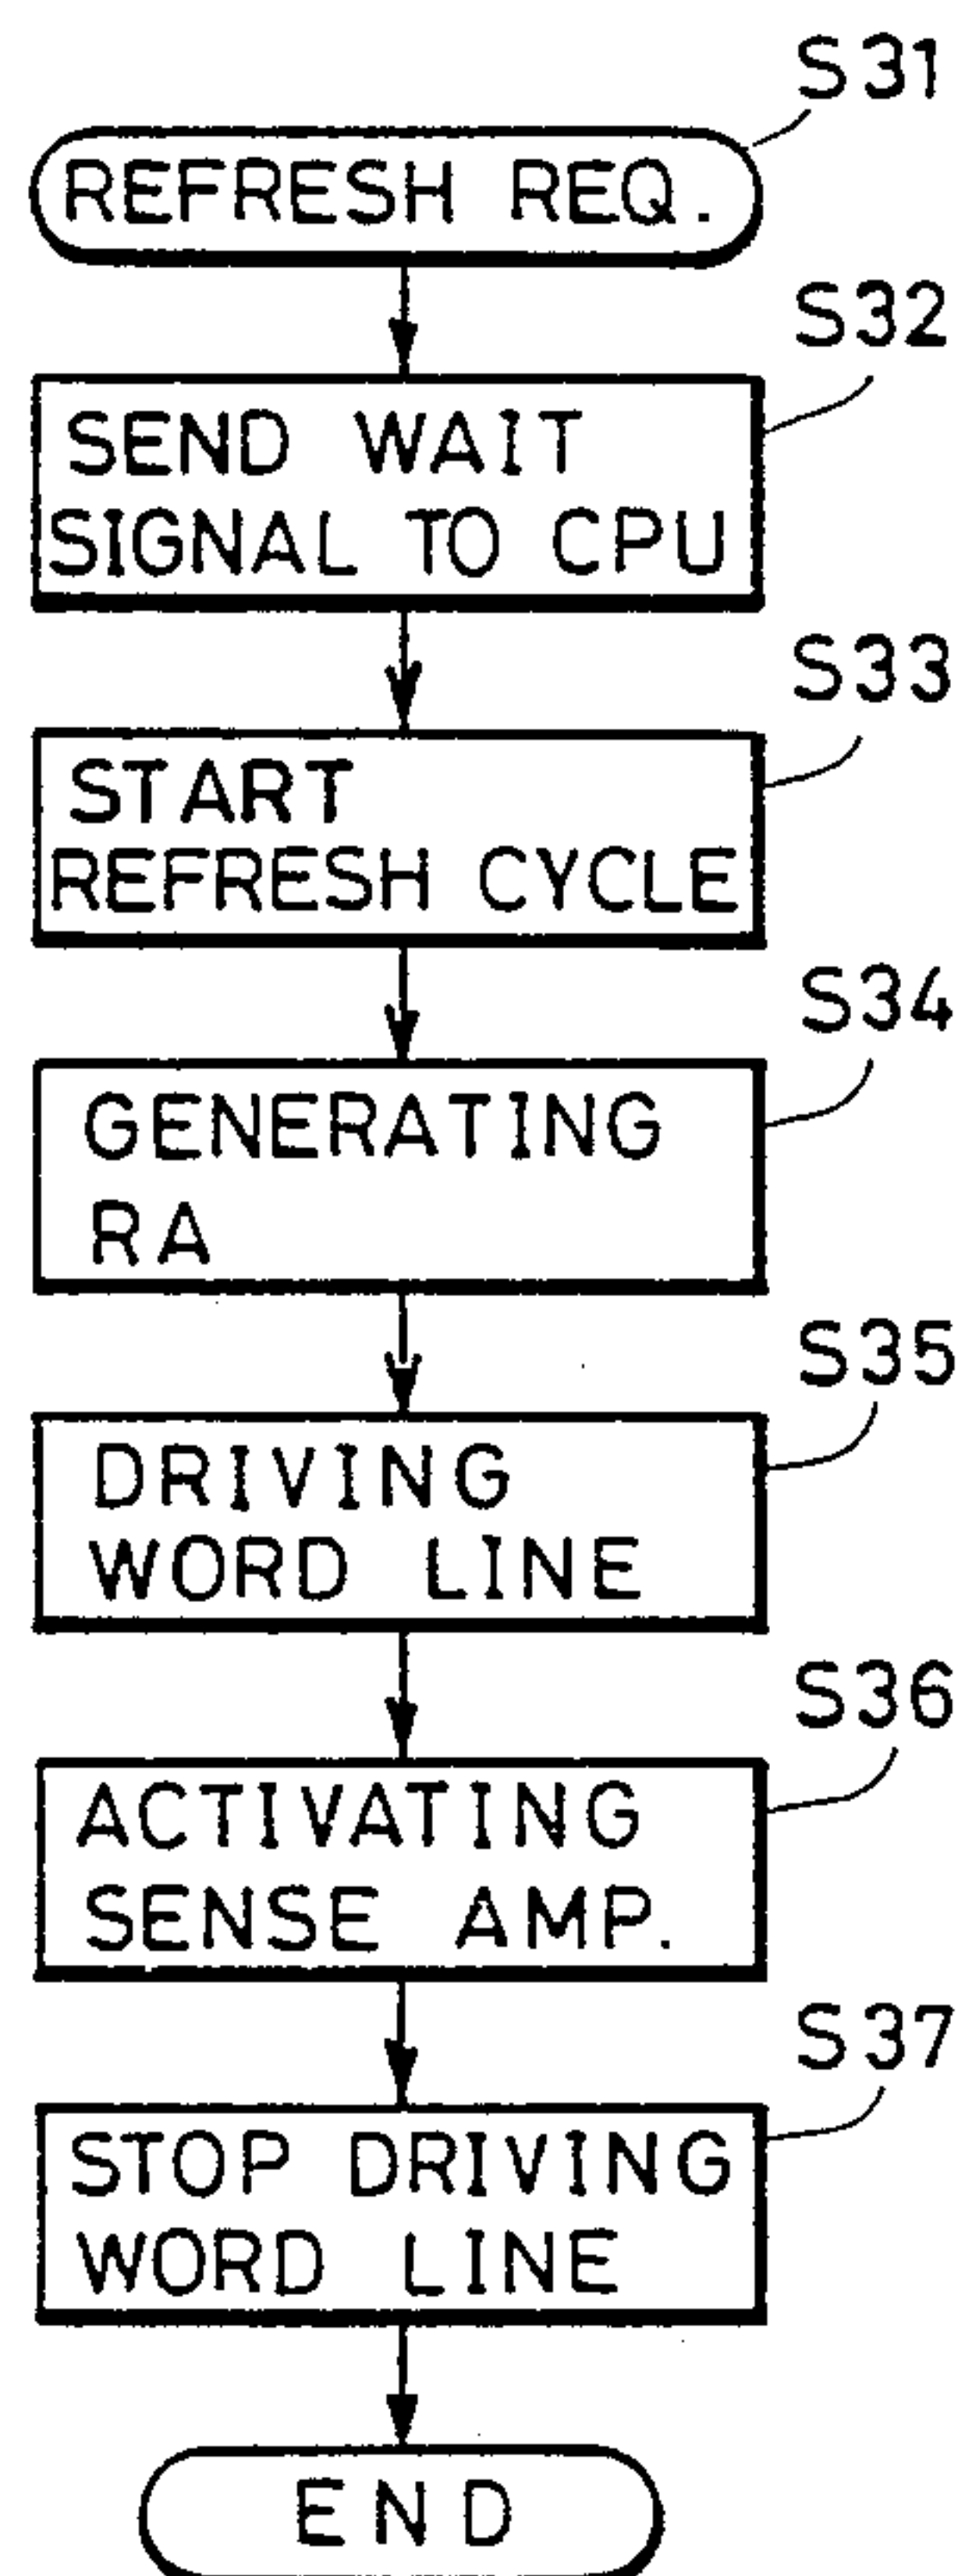 S31
REFRESH REQ.
S32
SEND WAIT
SIGNAL TO CPU
S33
START
REFRESH CYCLE
S34
GENERATING
RA
S35
DRIVING
WORD LINE
S36
ACTIVATING
SENSE AMP.
S37
STOP DRIVING
WORD LINE
END